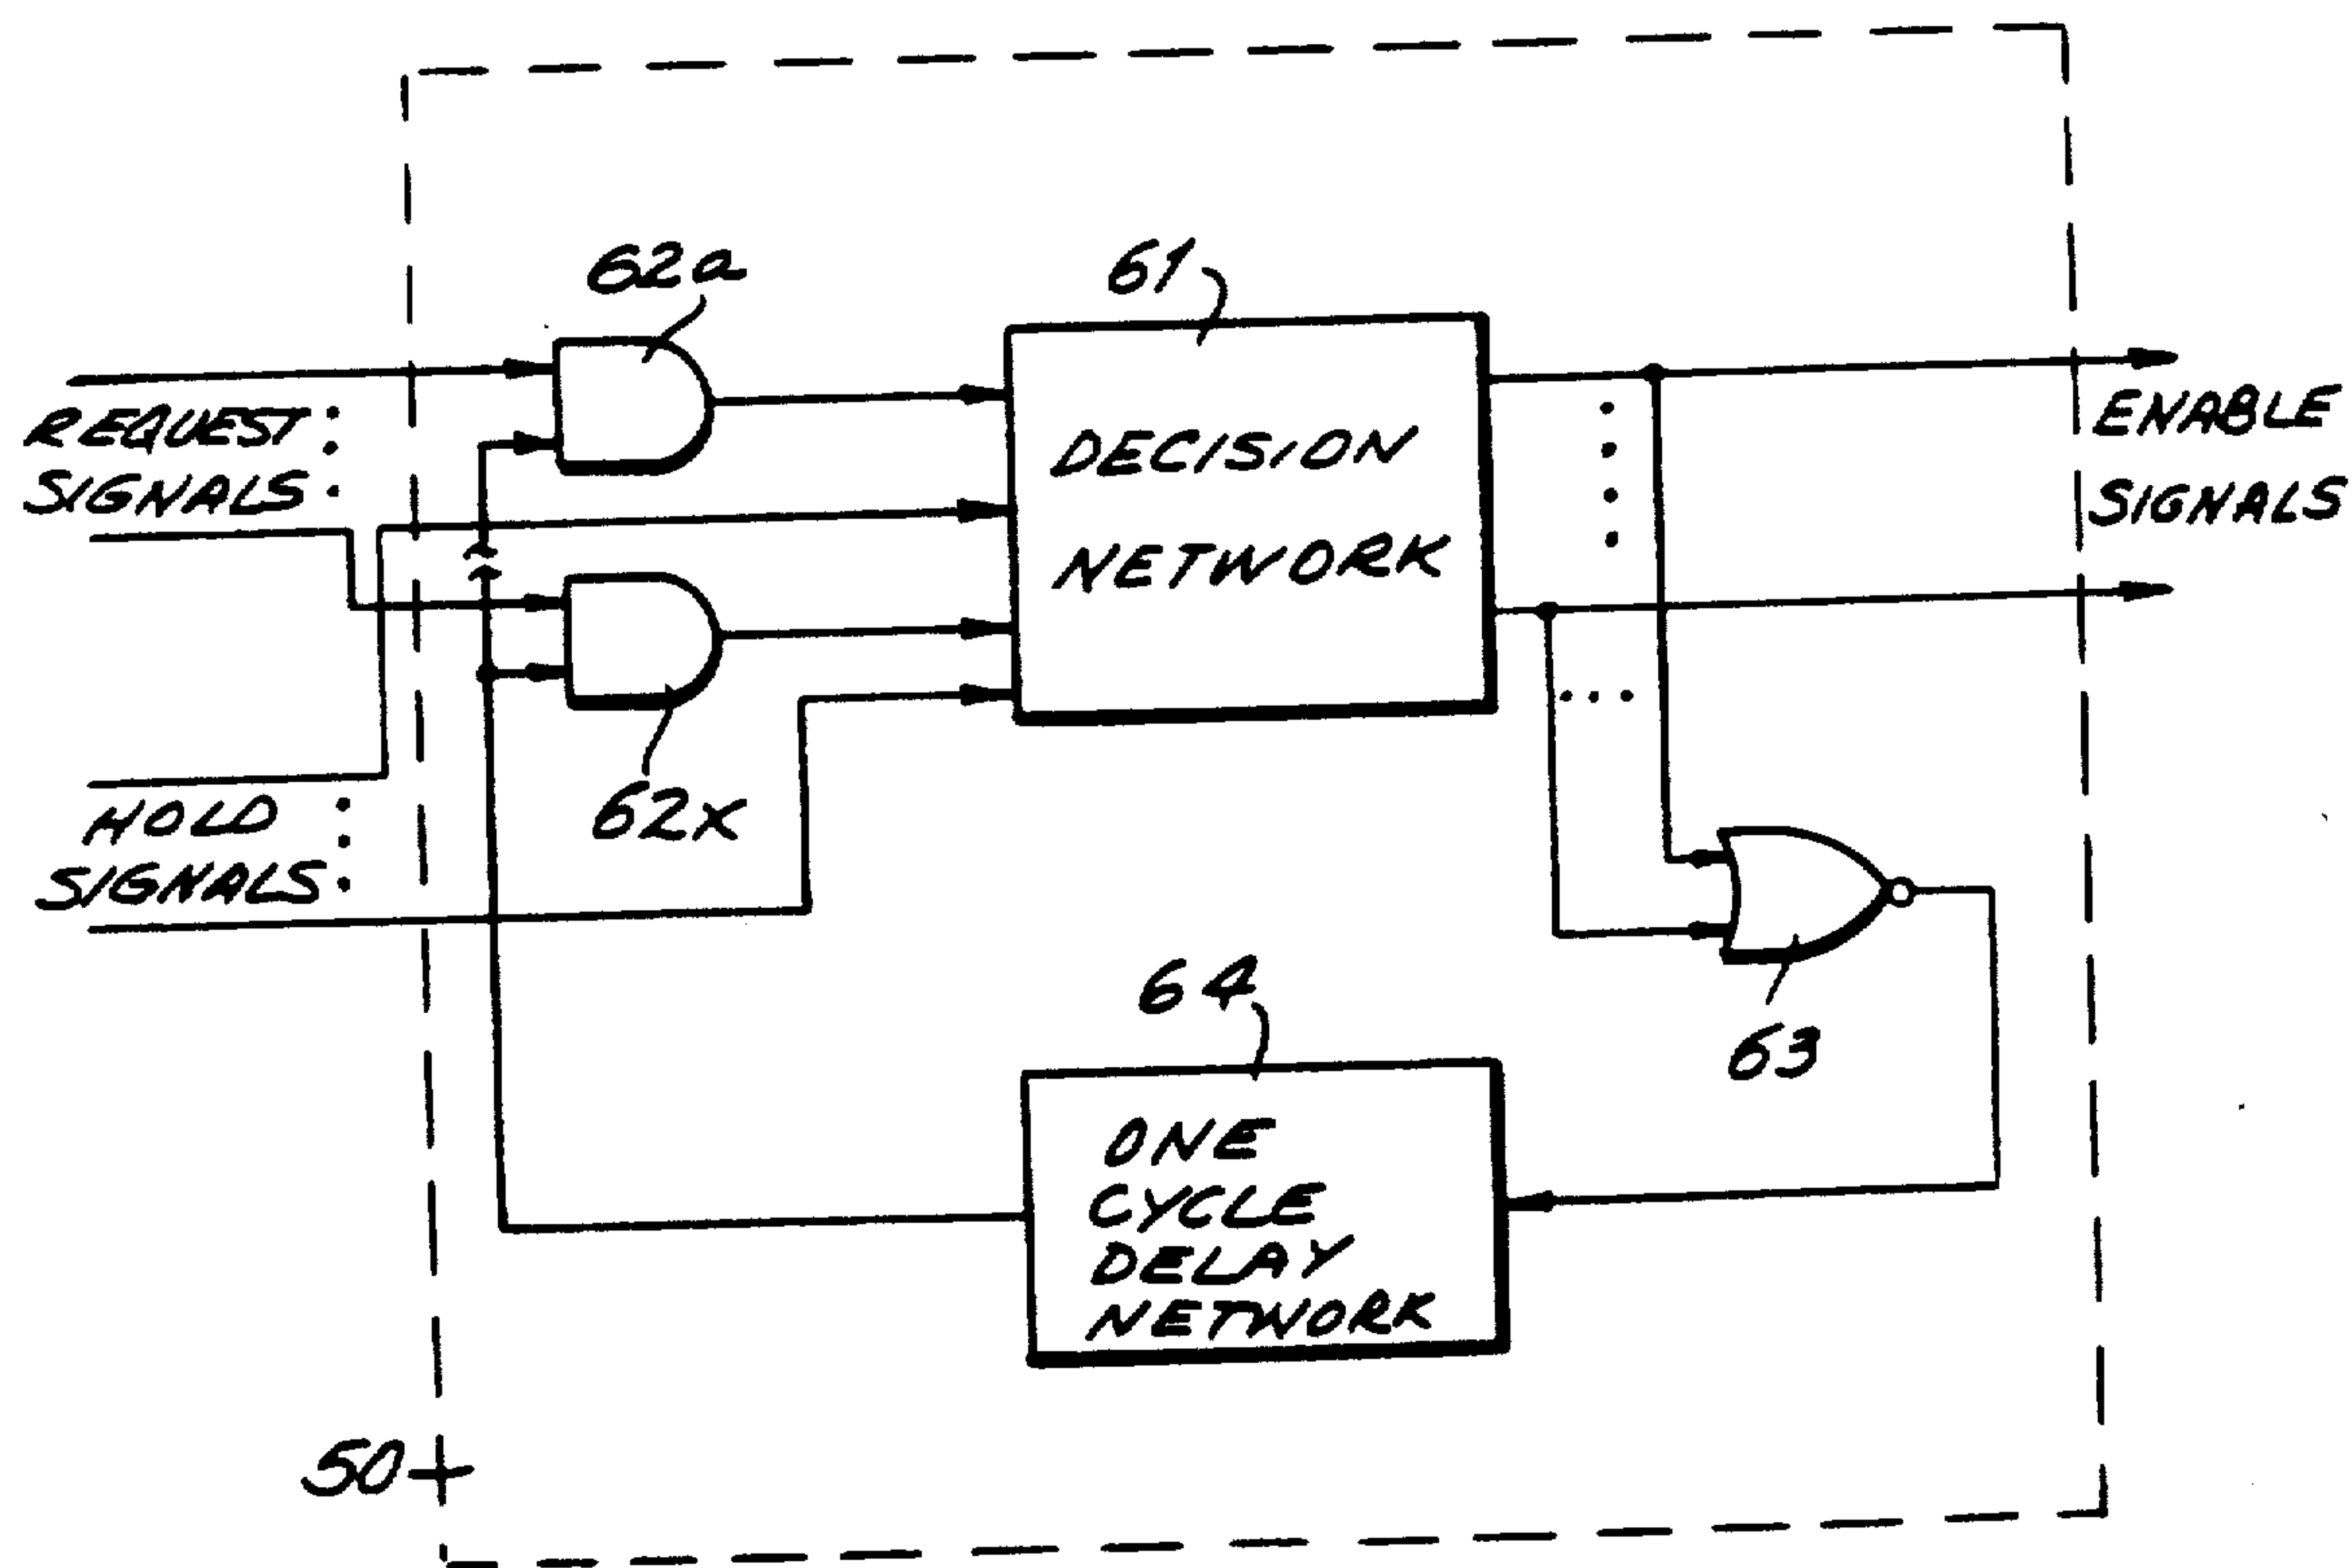 62a
61
REQUEST
SIGNALS
ENABLE
SIGNALS
DECISION
NETWORK
62x
HOLD
SIGNALS
63
64
ONE
CYCLE
DELAY
NETWORK
50